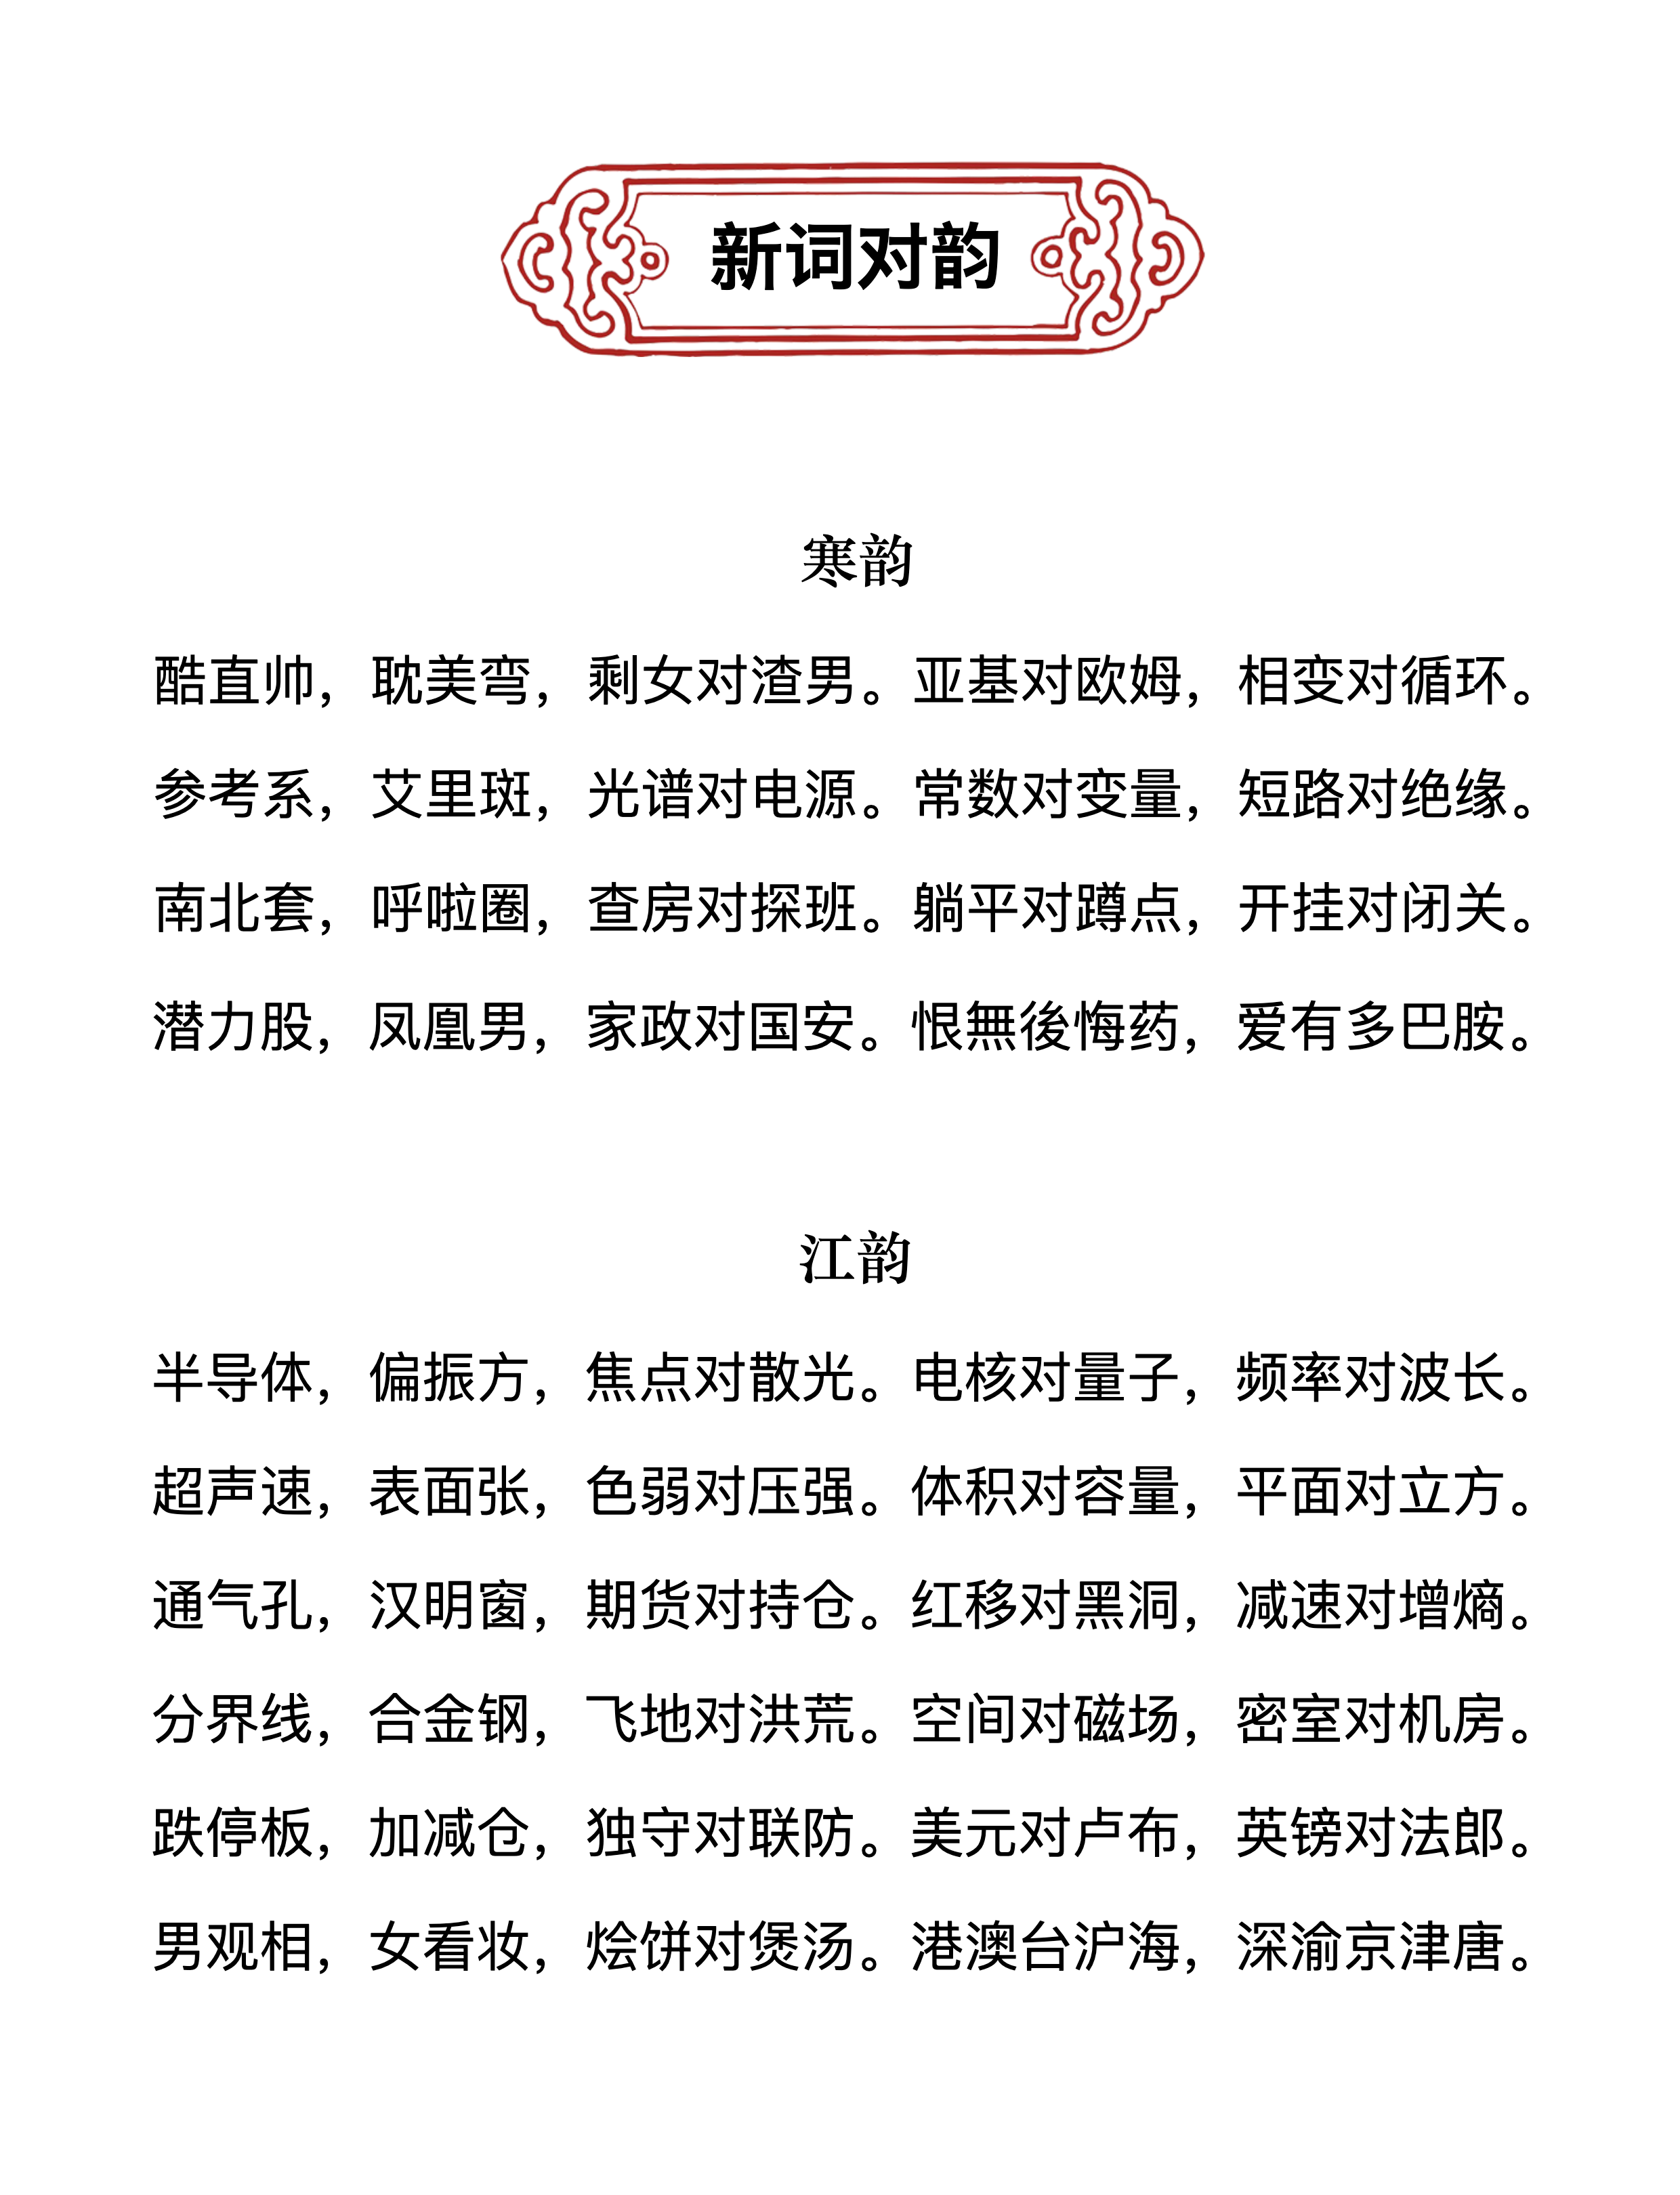 新词对韵
寒韵
酷直帅，耽美弯，剩女对渣男。亚基对欧姆，相变对循环。
参考系，艾里斑，光谱对电源。常数对变量，短路对绝缘。
南北套，呼啦圈，查房对探班。躺平对蹲点，开挂对闭关。
潜力股，凤凰男，家政对国安。恨無後悔药，爱有多巴胺。
江韵
半导体，偏振方，焦点对散光。电核对量子，频率对波长。
超声速，表面张，色弱对压强。体积对容量，平面对立方。
通气孔，汉明窗，期货对持仓。红移对黑洞，减速对增熵。
分界线，合金钢，飞地对洪荒。空间对磁场，密室对机房。
跌停板，加减仓，独守对联防。美元对卢布，英镑对法郎。
男观相，女看妆，烩饼对煲汤。港澳台沪海，深渝京津唐。